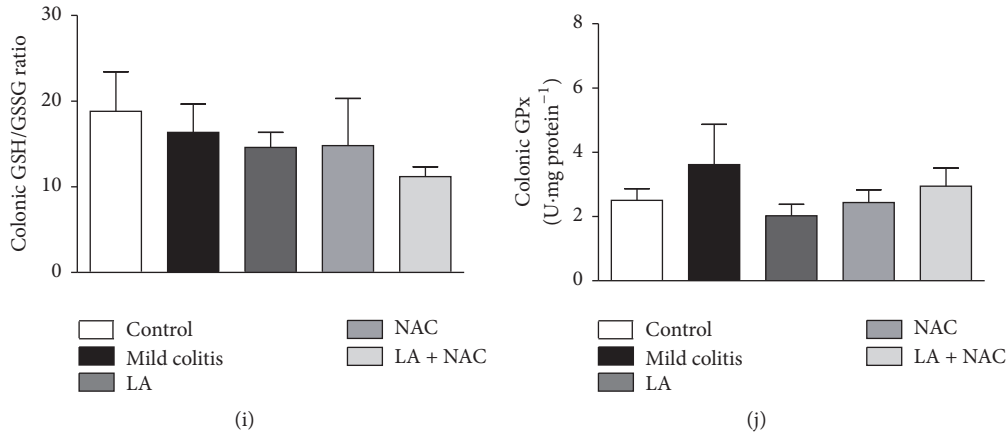 Colonic GSH/GSSG ratio
30
20
10
0
Control
Mild colitis
LA
NAC
LA + NAC
(i)
Colonic GPx
(U·mg protein⁻¹)
8
6
4
2
0
Control
Mild colitis
LA
NAC
LA + NAC
(j)